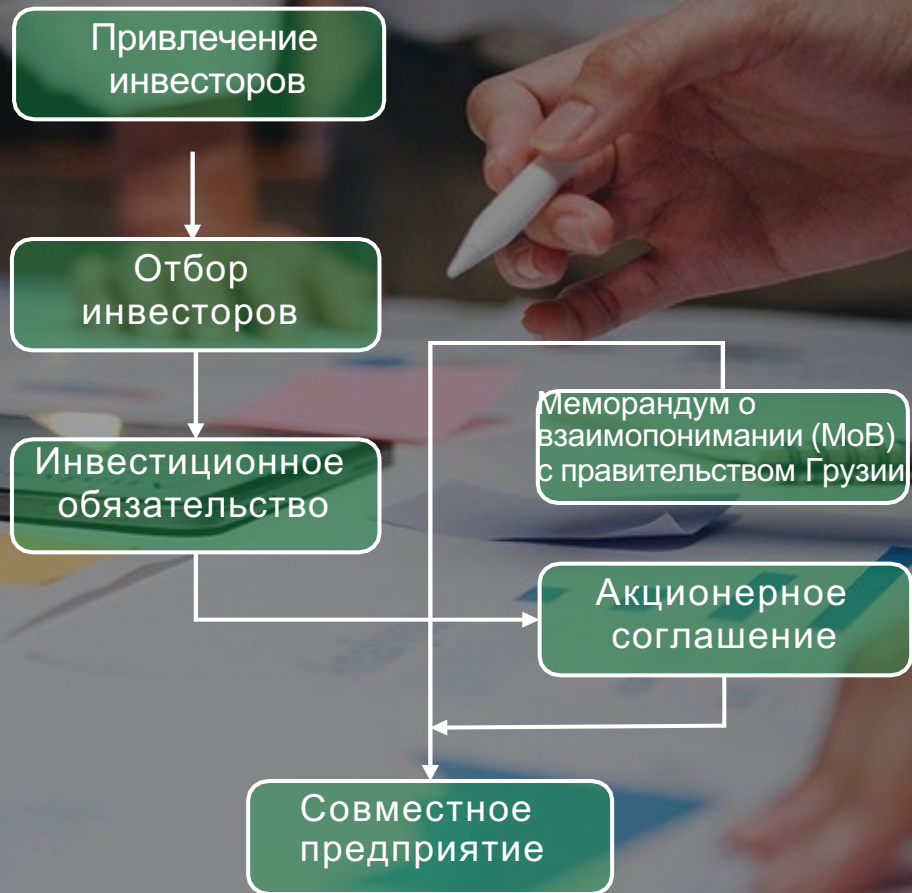 Привлечение
инвесторов
Отбор
инвесторов
Инвестиционное
обязательство
Меморандум о
взаимопонимании (МоВ)
с правительством Грузии
Акционерное
соглашение
Совместное
предприятие